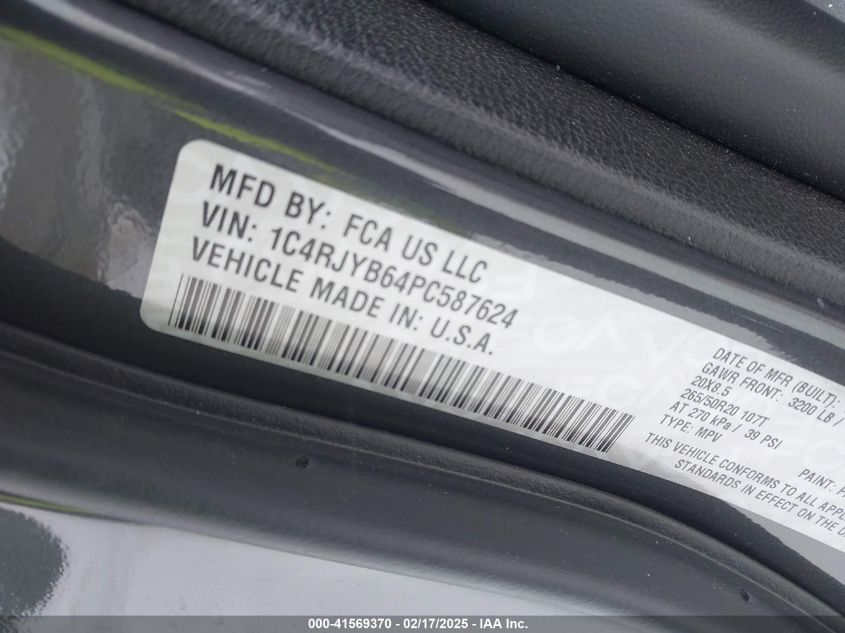 MFD BY: FCA US LLC
VIN: 1C4RJYB64PC587624
VEHICLE MADE IN: U.S.A.
DATE OF MFR (BUILT):
GAWR FRONT: 3200 LB /
20X8.5
265/50R20 107T
AT 270 kPa / 39 PSI
TYPE: MPV
PAINT:
THIS VEHICLE CONFORMS TO ALL
STANDARDS IN EFFECT ON THE
000-41569370 - 02/17/2025 - IAA Inc.